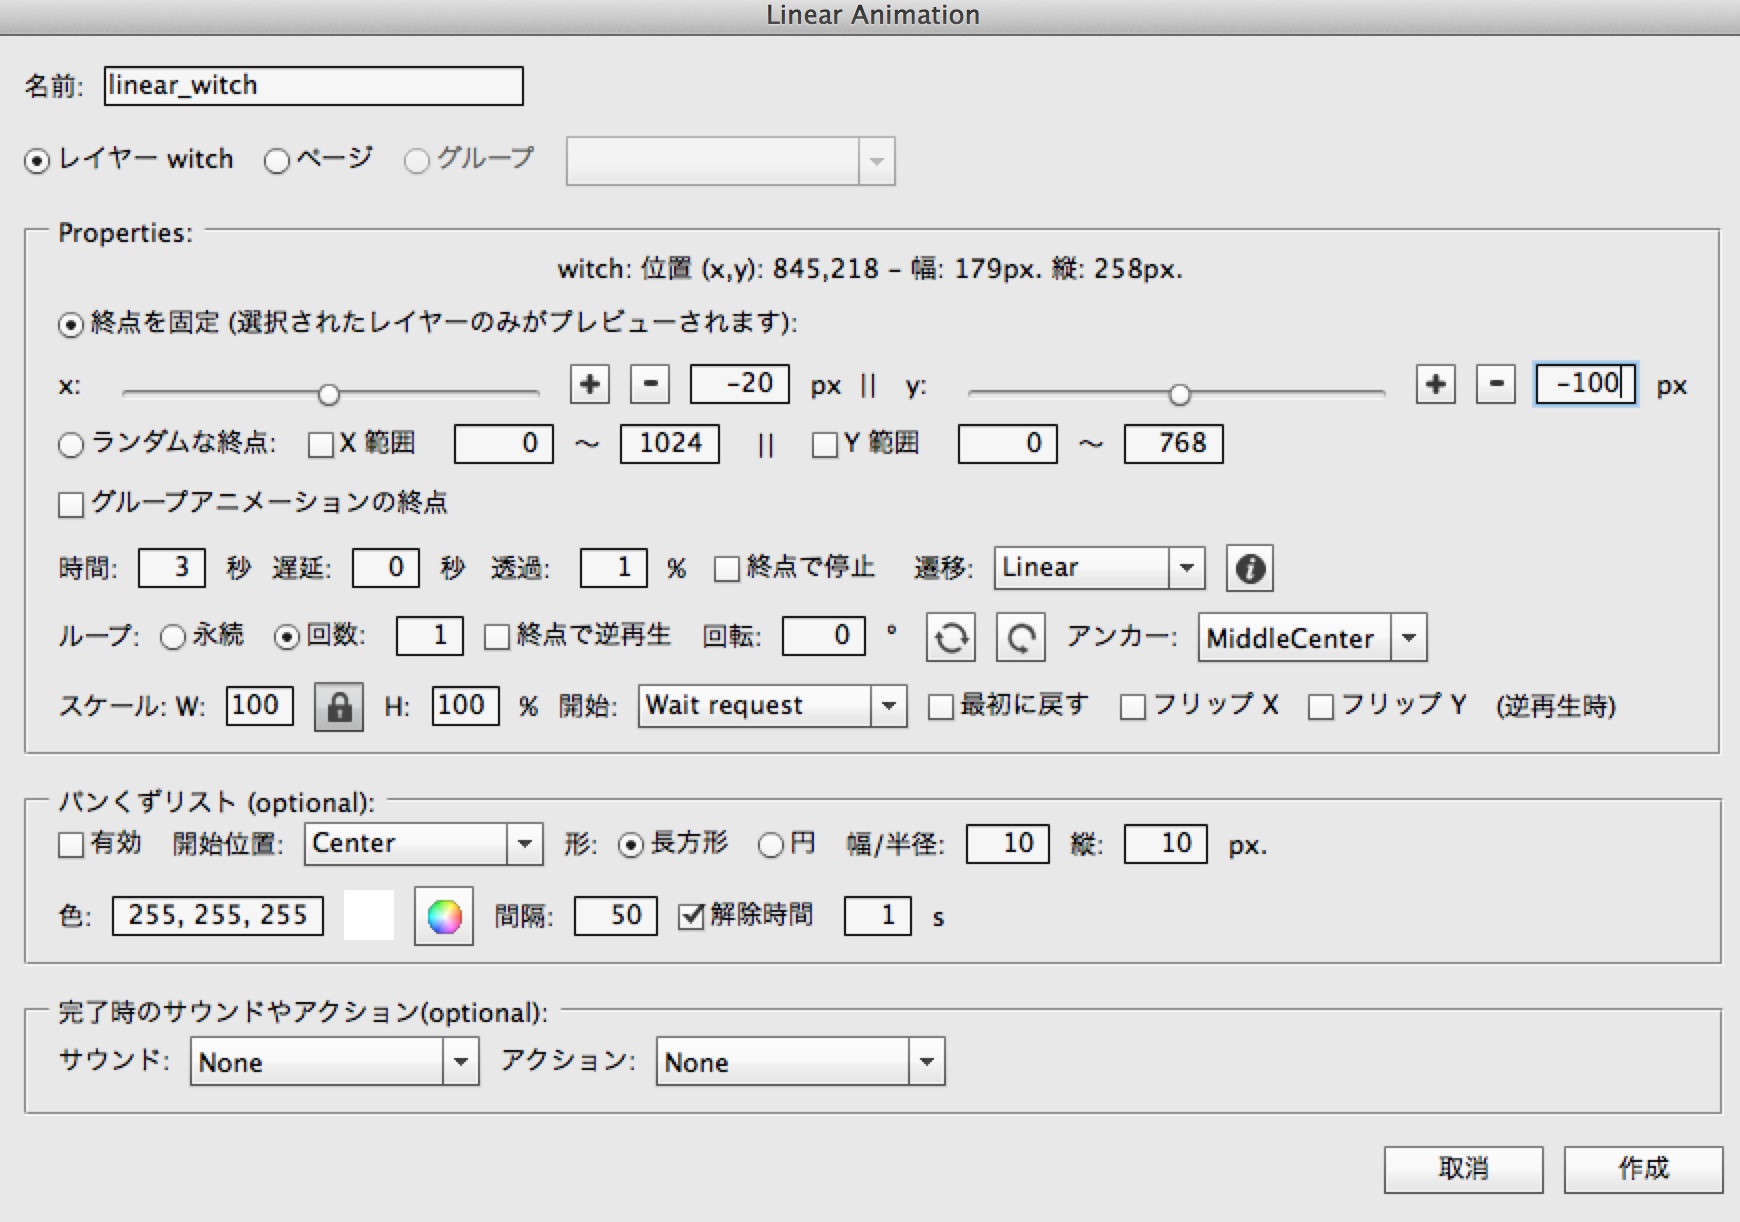 Linear Animation
名前: linear_witch
レイヤー witch ページ グループ
Properties:
witch: 位置 (x,y): 845,218 – 幅: 179px. 縦: 258px.
終点を固定 (選択されたレイヤーのみがプレビューされます):
x: + - -20 px || y: + - -100 px
ランダムな終点: X 範囲 0 ～ 1024 || Y 範囲 0 ～ 768
グループアニメーションの終点
時間: 3 秒 遅延: 0 秒 透過: 1 % 終点で停止 遷移: Linear i
ループ: 永続 回数: 1 終点で逆再生 回転: 0 ° アンカー: MiddleCenter
スケール: W: 100 H: 100 % 開始: Wait request 最初に戻す フリップ X フリップ Y (逆再生時)
パンくずリスト (optional):
有効 開始位置: Center 形: 長方形 円 幅/半径: 10 縦: 10 px.
色: 255, 255, 255 間隔: 50 解除時間 1 s
完了時のサウンドやアクション(optional):
サウンド: None アクション: None
取消 作成